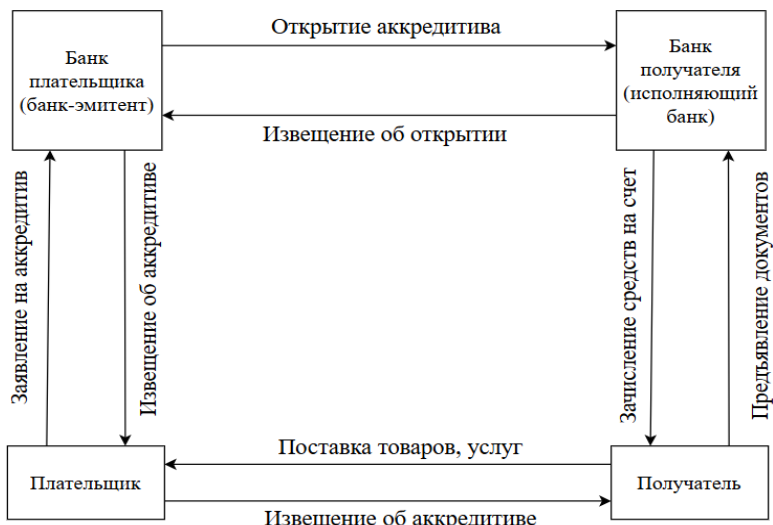 Открытие аккредитива
Банк
плательщика
(банк-эмитент)
Банк
получателя
(исполняющий
банк)
Извещение об открытии
Заявление на аккредитив
Извещение об аккредитиве
Зачисление средств на счет
Предъявление документов
Поставка товаров, услуг
Плательщик
Получатель
Извещение об аккредитиве